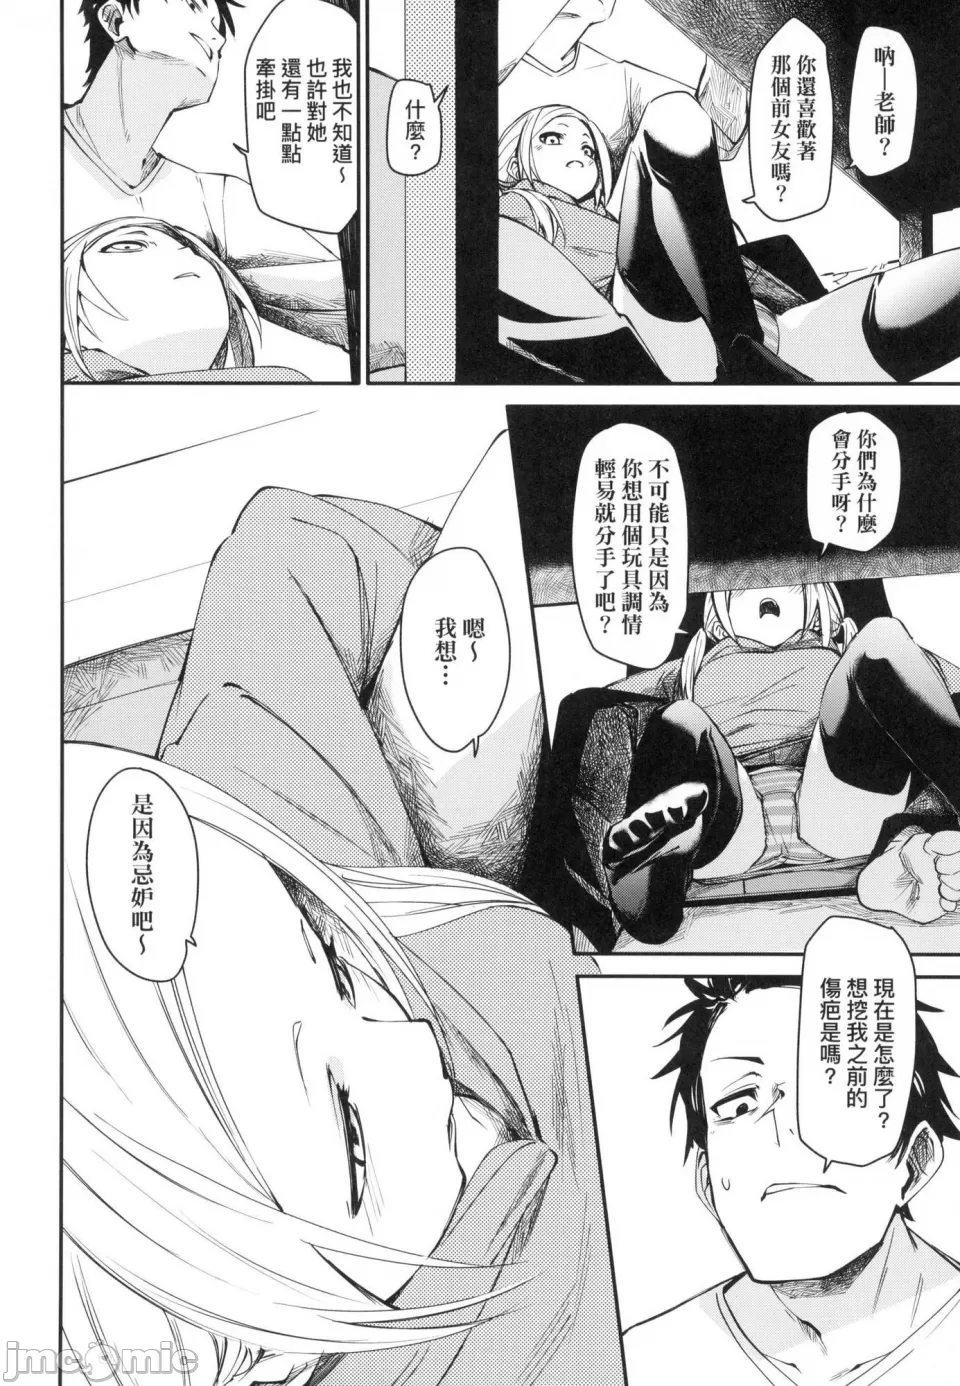 吶—老師？
你還喜歡著
那個前女友嗎？
什麼？
我也不知道～
也許對她
還有一點點
牽掛吧
你們為什麼
會分手呀？
不可能只是因為
你想用個玩具調情
輕易就分手了吧？
現在是怎麼了？
想挖我之前的
傷疤是嗎？
嗯～
我想…
是因為忌妒吧～
jmcomic